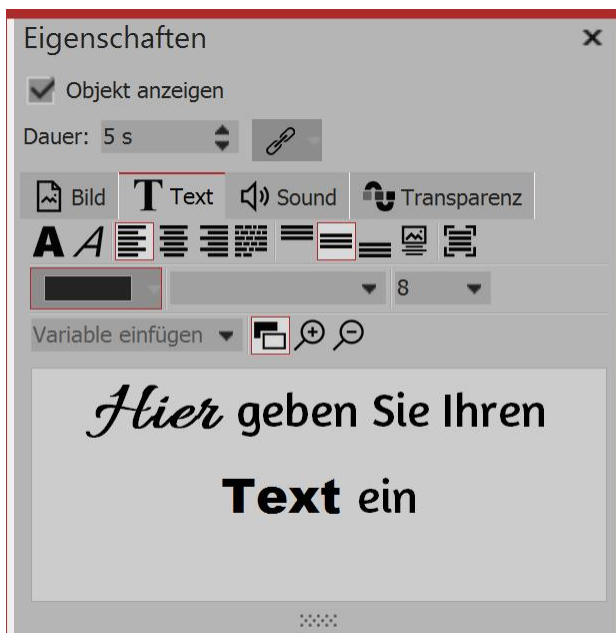 Eigenschaften
Objekt anzeigen
Dauer: 5 s
Bild Text Sound Transparenz
8
Variable einfügen
Hier geben Sie Ihren
Text ein